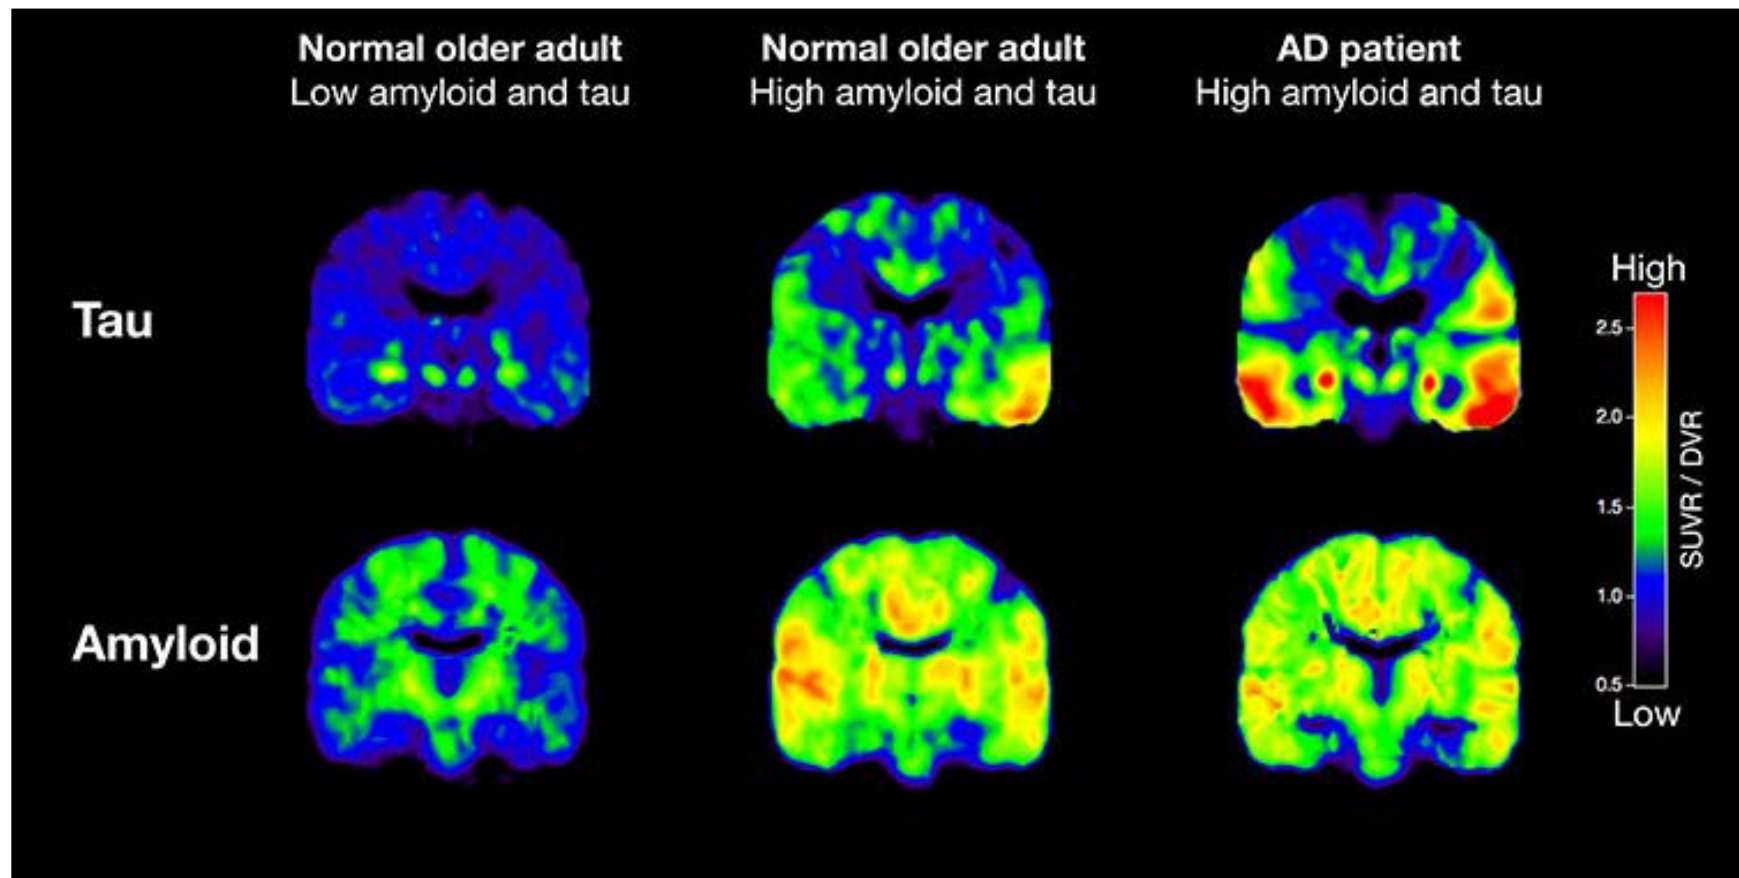 Normal older adult
Low amyloid and tau
Normal older adult
High amyloid and tau
AD patient
High amyloid and tau
Tau
Amyloid
High
2.5
2.0
1.5
1.0
0.5
Low
SUVR / DVR